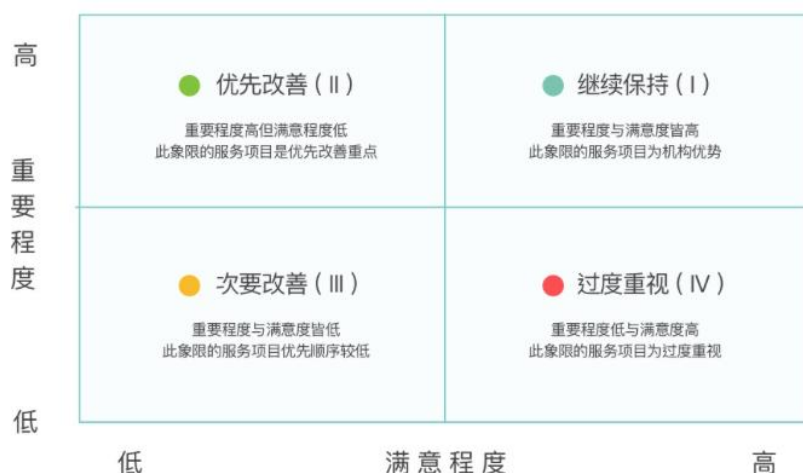 高
优先改善 ( II )
重要程度高但满意程度低
此象限的服务项目是优先改善重点
继续保持 ( I )
重要程度与满意度皆高
此象限的服务项目为机构优势
重要程度
次要改善 ( III )
重要程度与满意度皆低
此象限的服务项目优先顺序较低
过度重视 ( IV )
重要程度低与满意度高
此象限的服务项目为过度重视
低
低
满意程度
高